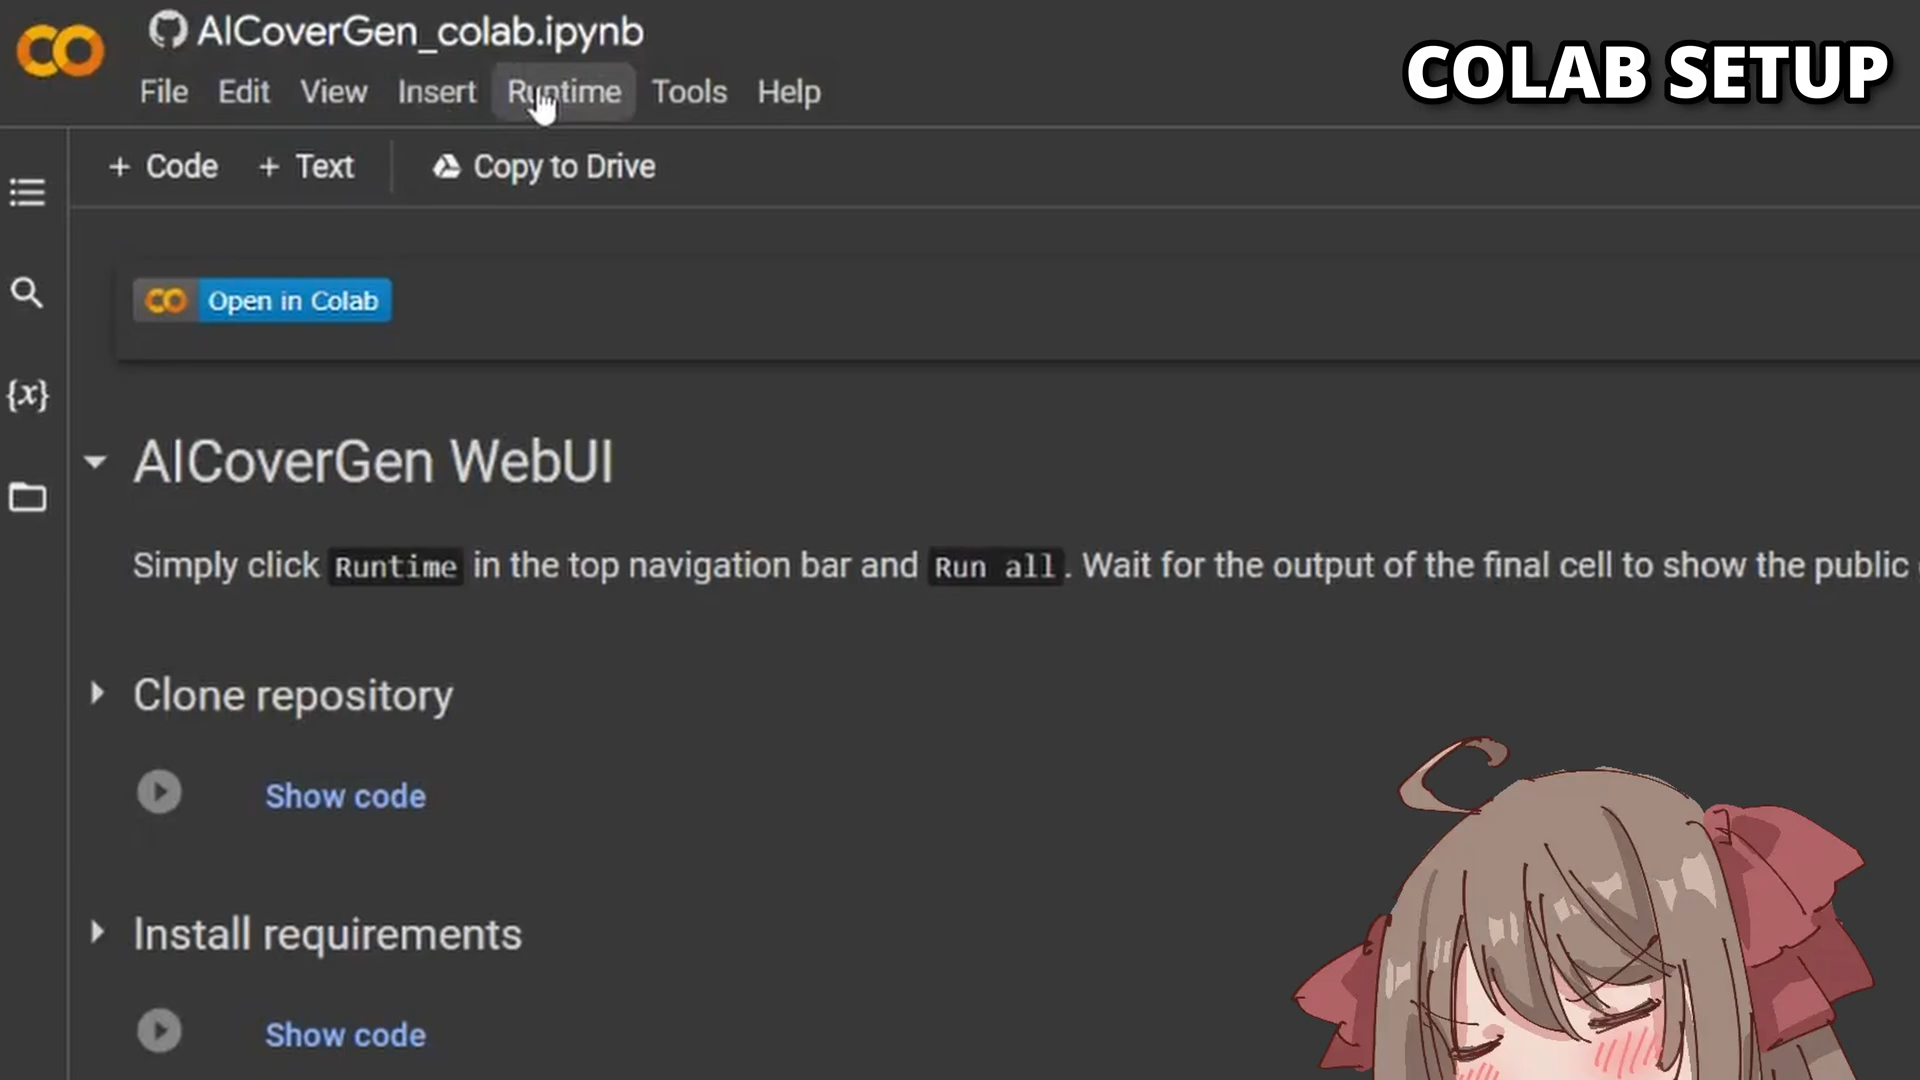 AICoverGen_colab.ipynb
COLAB SETUP
File Edit View Insert Runtime Tools Help
+ Code + Text Copy to Drive
Open in Colab
{x}
AICoverGen WebUI
Simply click Runtime in the top navigation bar and Run all. Wait for the output of the final cell to show the public
Clone repository
Show code
Install requirements
Show code